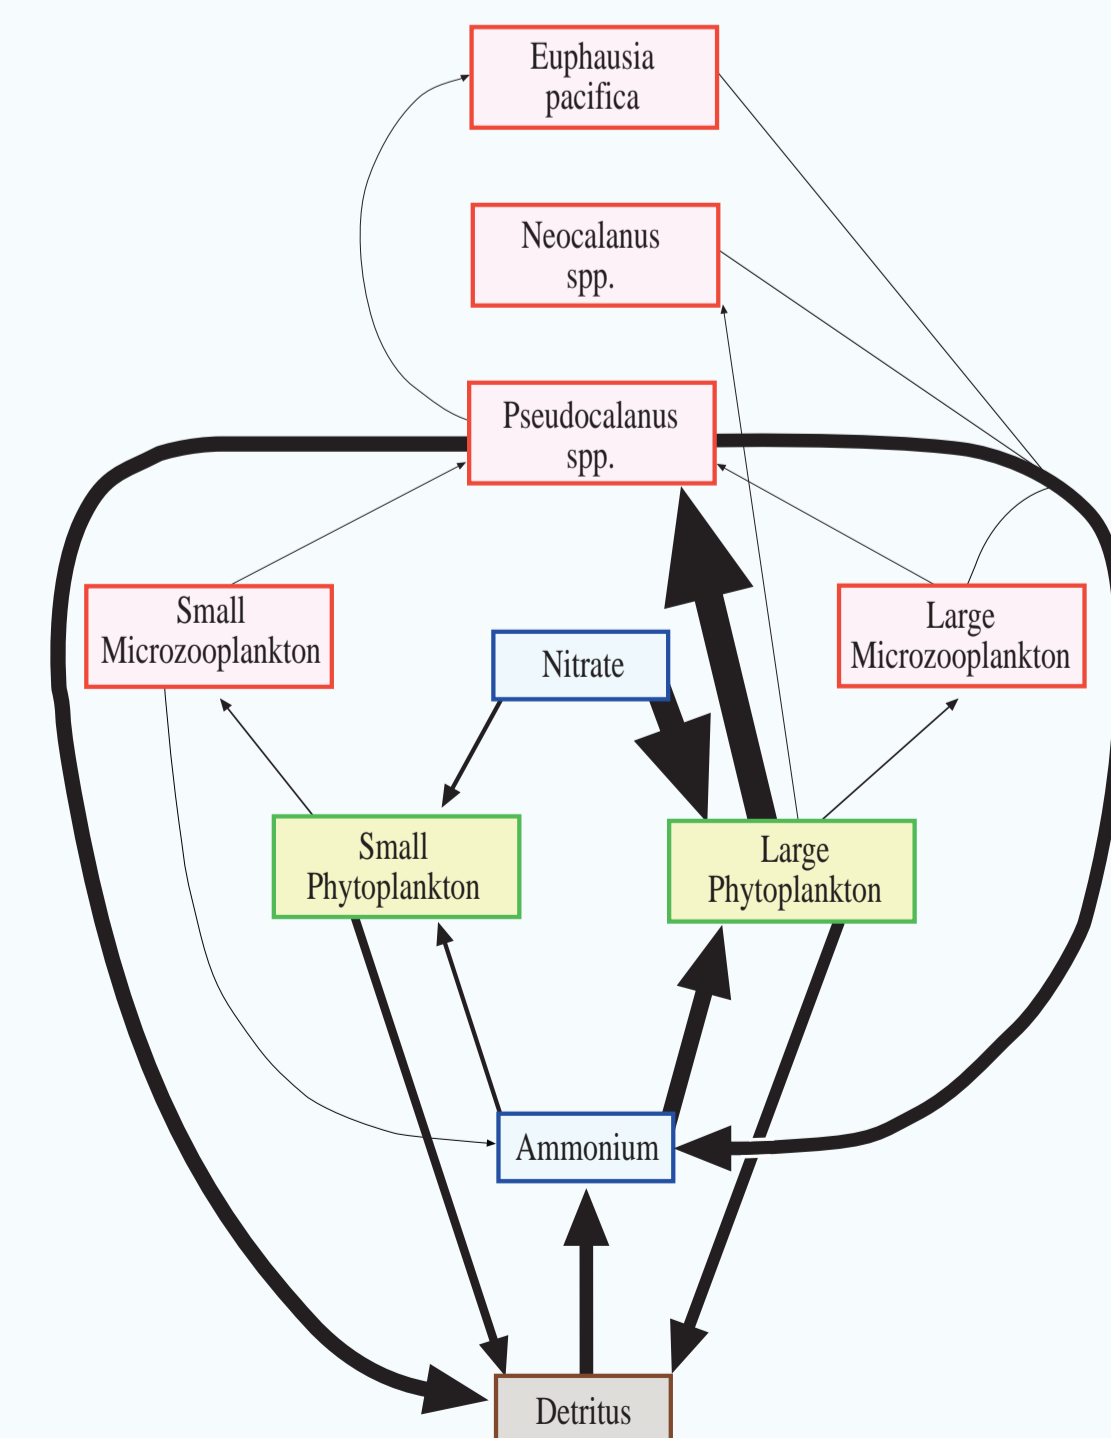 Euphausia
pacifica
Neocalanus
spp.
Pseudocalanus
spp.
Small
Microzooplankton
Large
Microzooplankton
Nitrate
Small
Phytoplankton
Large
Phytoplankton
Ammonium
Detritus